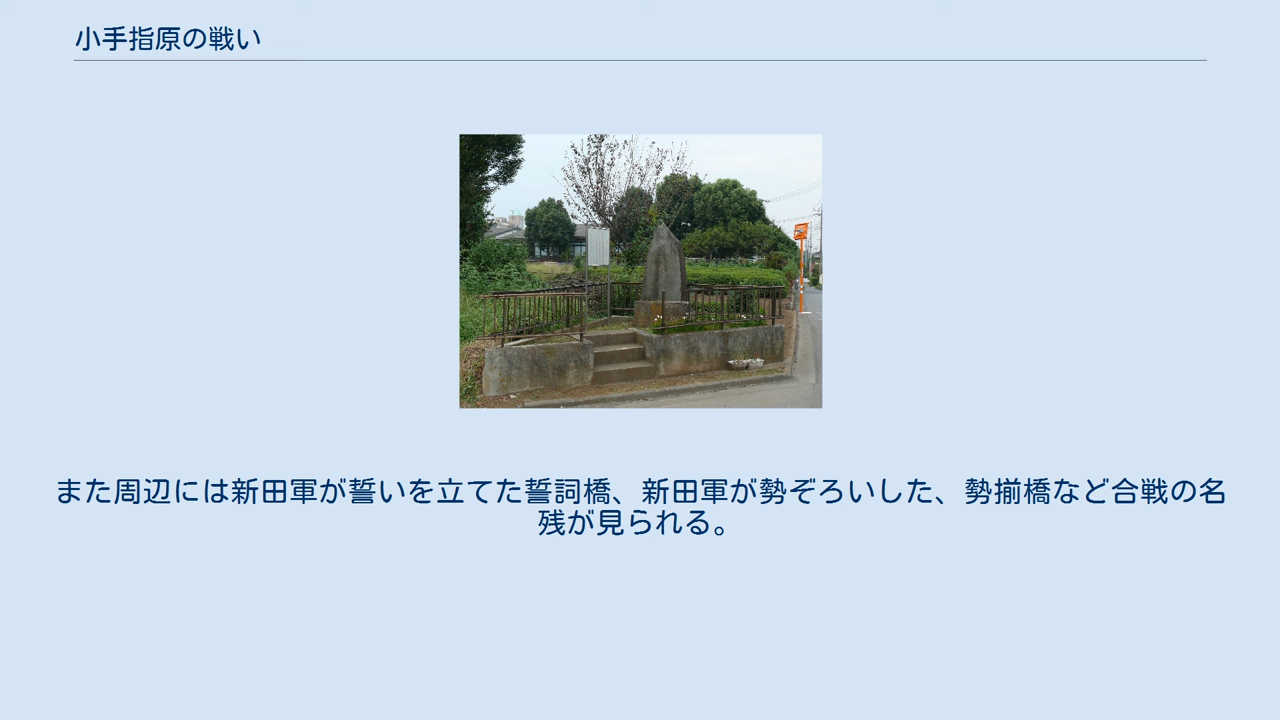 小手指原の戦い
また周辺には新田軍が誓いを立てた誓詞橋、新田軍が勢ぞろいした、勢揃橋など合戦の名
残が見られる。